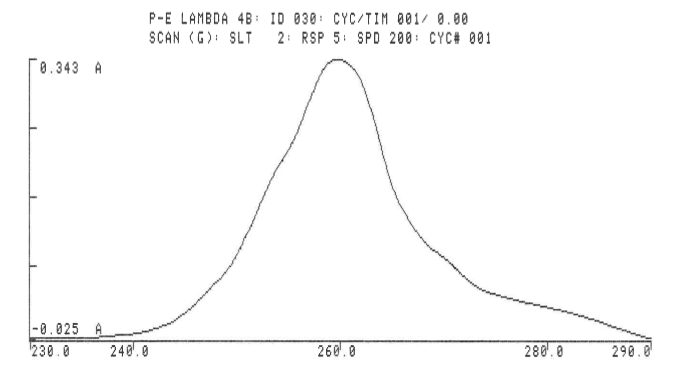 P-E LAMBDA 4B: ID 030: CYC/TIM 001/ 0.00
SCAN (G): SLT 2: RSP 5: SPD 200: CYC# 001
0.343 A
-0.025 A
230.0 240.0 260.0 280.0 290.0